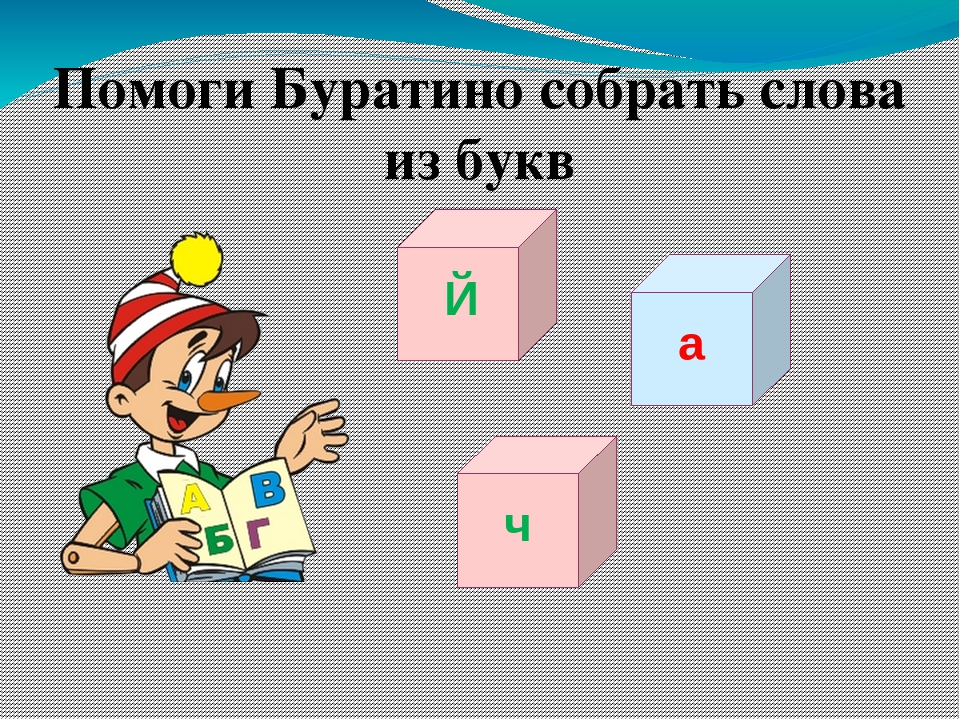 Помоги Буратино собрать слова
из букв
Й
а
ч
А
В
Б
Г